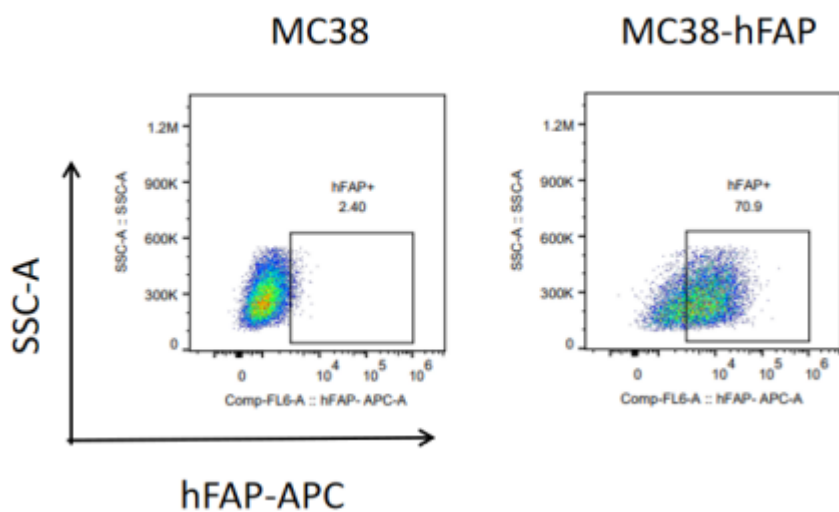 MC38
MC38-hFAP
1.2M
900K
600K
300K
0
SSC-A :: SSC-A
hFAP+
2.40
0
10^4
10^5
10^6
Comp-FL6-A :: hFAP- APC-A
1.2M
900K
600K
300K
0
SSC-A :: SSC-A
hFAP+
70.9
0
10^4
10^5
10^6
Comp-FL6-A :: hFAP- APC-A
SSC-A
hFAP-APC